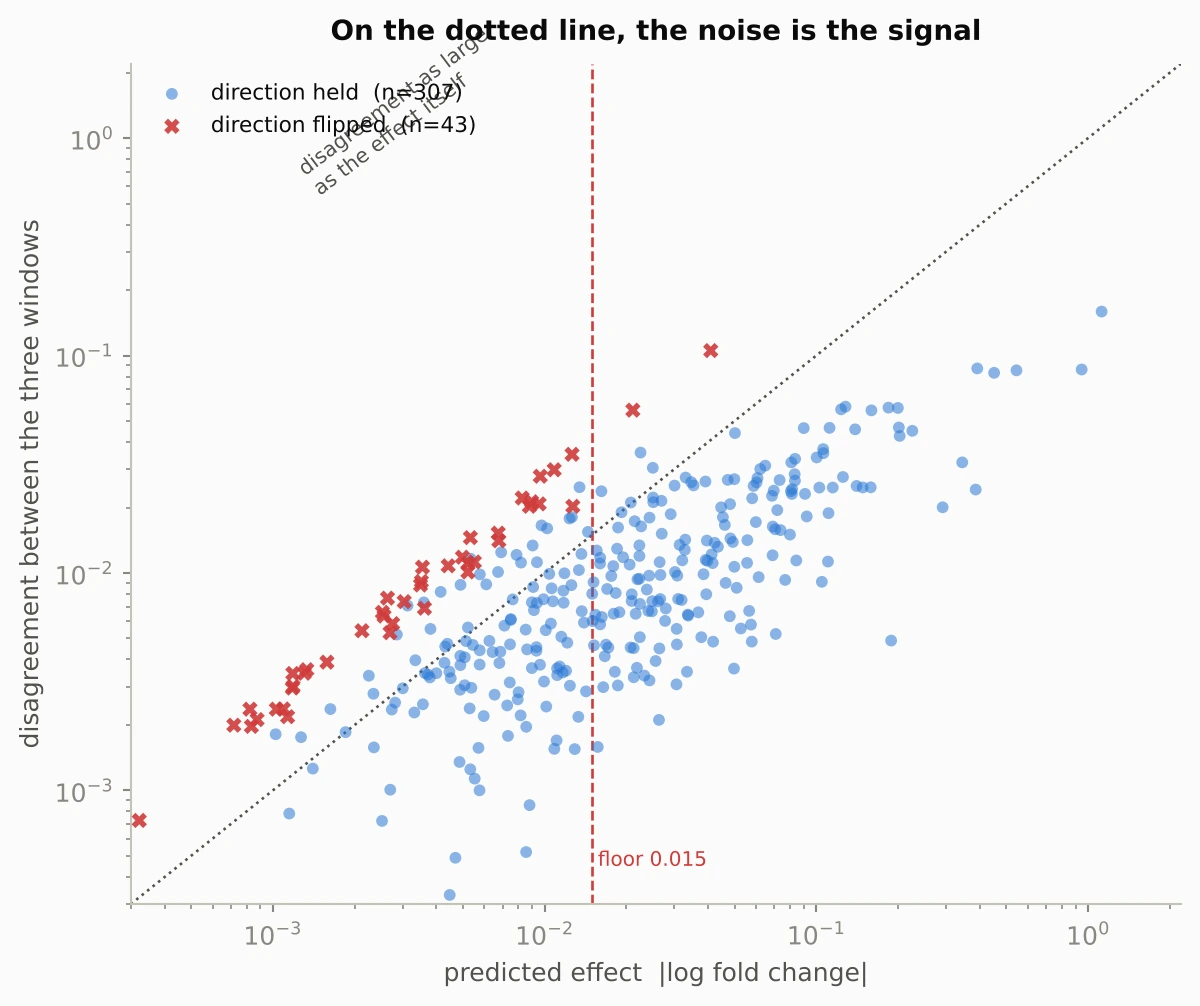 On the dotted line, the noise is the signal
direction held (n=307)
direction flipped (n=43)
disagreement as large
as the effect itself
disagreement between the three windows
10⁰
10⁻¹
10⁻²
10⁻³
floor 0.015
10⁻³
10⁻²
10⁻¹
10⁰
predicted effect |log fold change|